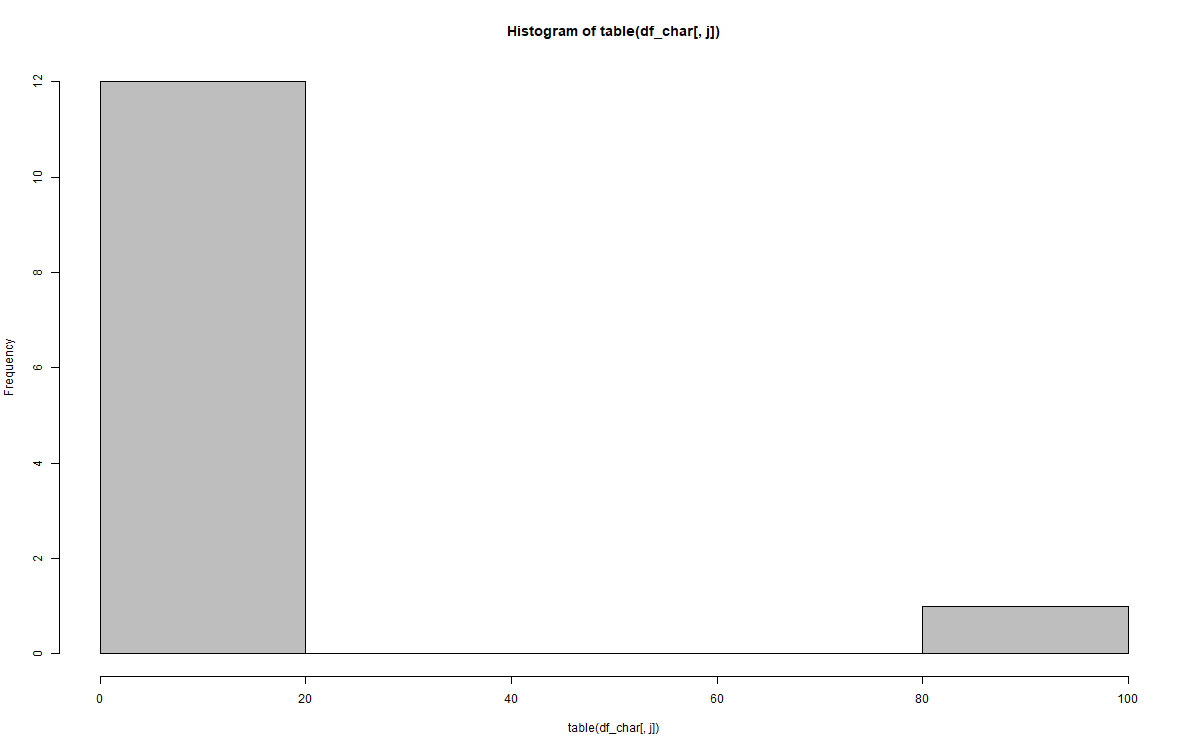 Histogram of table(df_char[, j])
12
10
8
6
4
2
0
Frequency
0 20 40 60 80 100
table(df_char[, j])